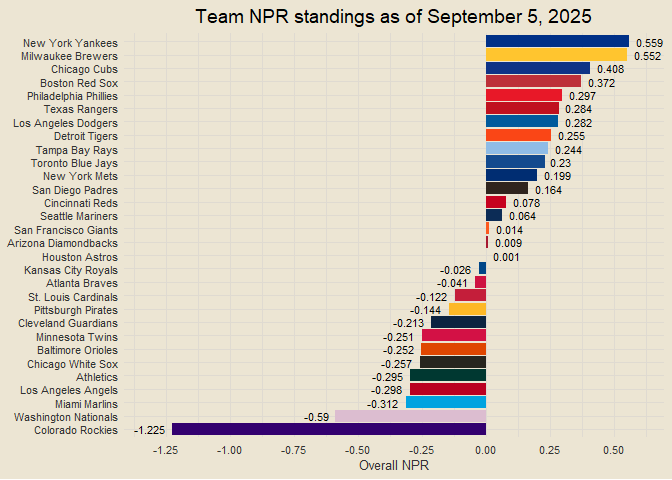 Team NPR standings as of September 5, 2025
New York Yankees 0.559
Milwaukee Brewers 0.552
Chicago Cubs 0.408
Boston Red Sox 0.372
Philadelphia Phillies 0.297
Texas Rangers 0.284
Los Angeles Dodgers 0.282
Detroit Tigers 0.255
Tampa Bay Rays 0.244
Toronto Blue Jays 0.23
New York Mets 0.199
San Diego Padres 0.164
Cincinnati Reds 0.078
Seattle Mariners 0.064
San Francisco Giants 0.014
Arizona Diamondbacks 0.009
Houston Astros 0.001
Kansas City Royals -0.026
Atlanta Braves -0.041
St. Louis Cardinals -0.122
Pittsburgh Pirates -0.144
Cleveland Guardians -0.213
Minnesota Twins -0.251
Baltimore Orioles -0.252
Chicago White Sox -0.257
Athletics -0.295
Los Angeles Angels -0.298
Miami Marlins -0.312
Washington Nationals -0.59
Colorado Rockies -1.225
-1.25 -1.00 -0.75 -0.50 -0.25 0.00 0.25 0.50
Overall NPR